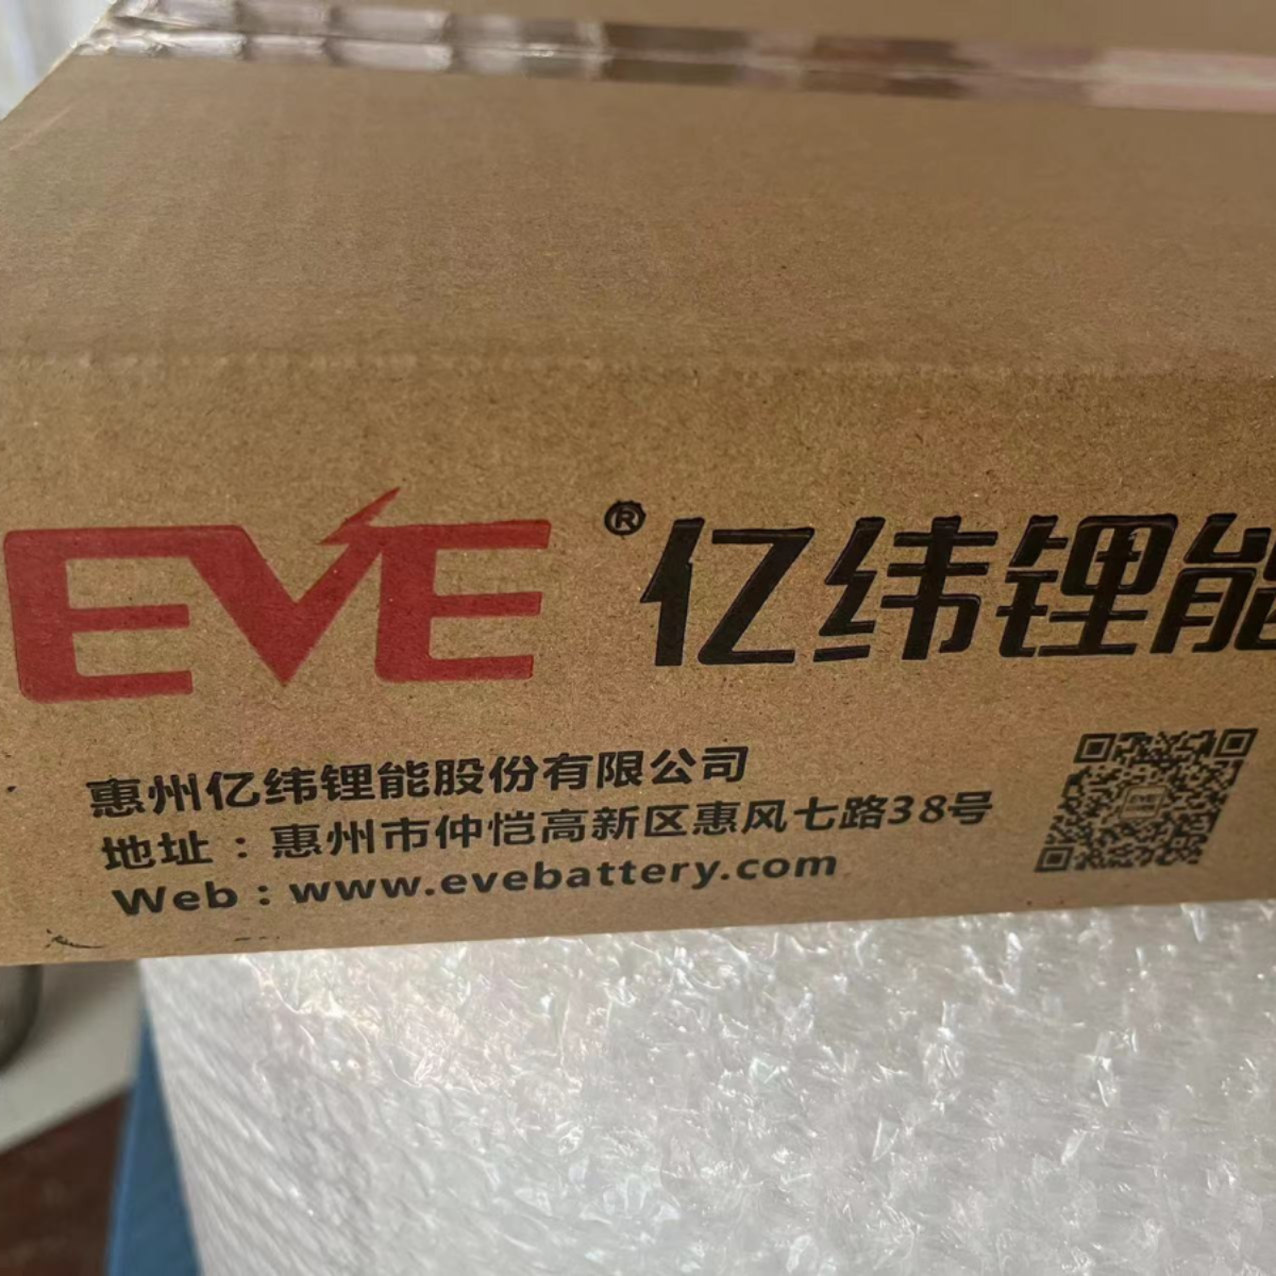 EVE® 亿纬锂能
惠州亿纬锂能股份有限公司
地址：惠州市仲恺高新区惠风七路38号
Web：www.evebattery.com